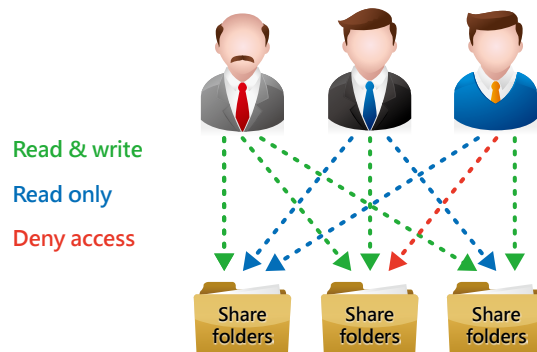 Read & write
Read only
Deny access
Share
folders
Share
folders
Share
folders